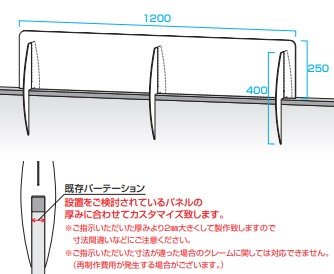 1200
250
400
既存パーテーション
設置をご検討されているパネルの
厚みに合わせてカスタマイズ致します。
※ご指示いただいた厚みより2㎜大きくして製作致しますので
寸法間違いなどにご注意ください。
※ご指示いただいた寸法が違った場合のクレームに関しては対応できません。
（再制作費用が発生する場合がございます。）